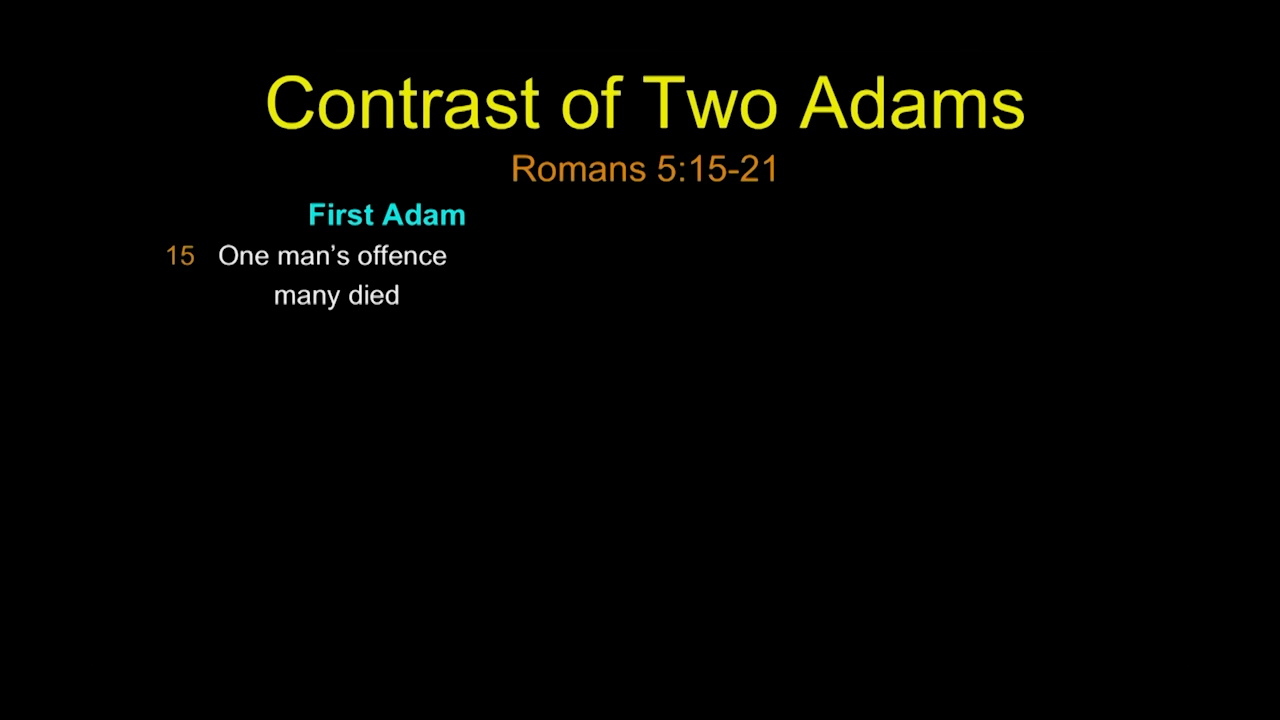 Contrast of Two Adams
Romans 5:15-21
First Adam
15 One man’s offence
many died